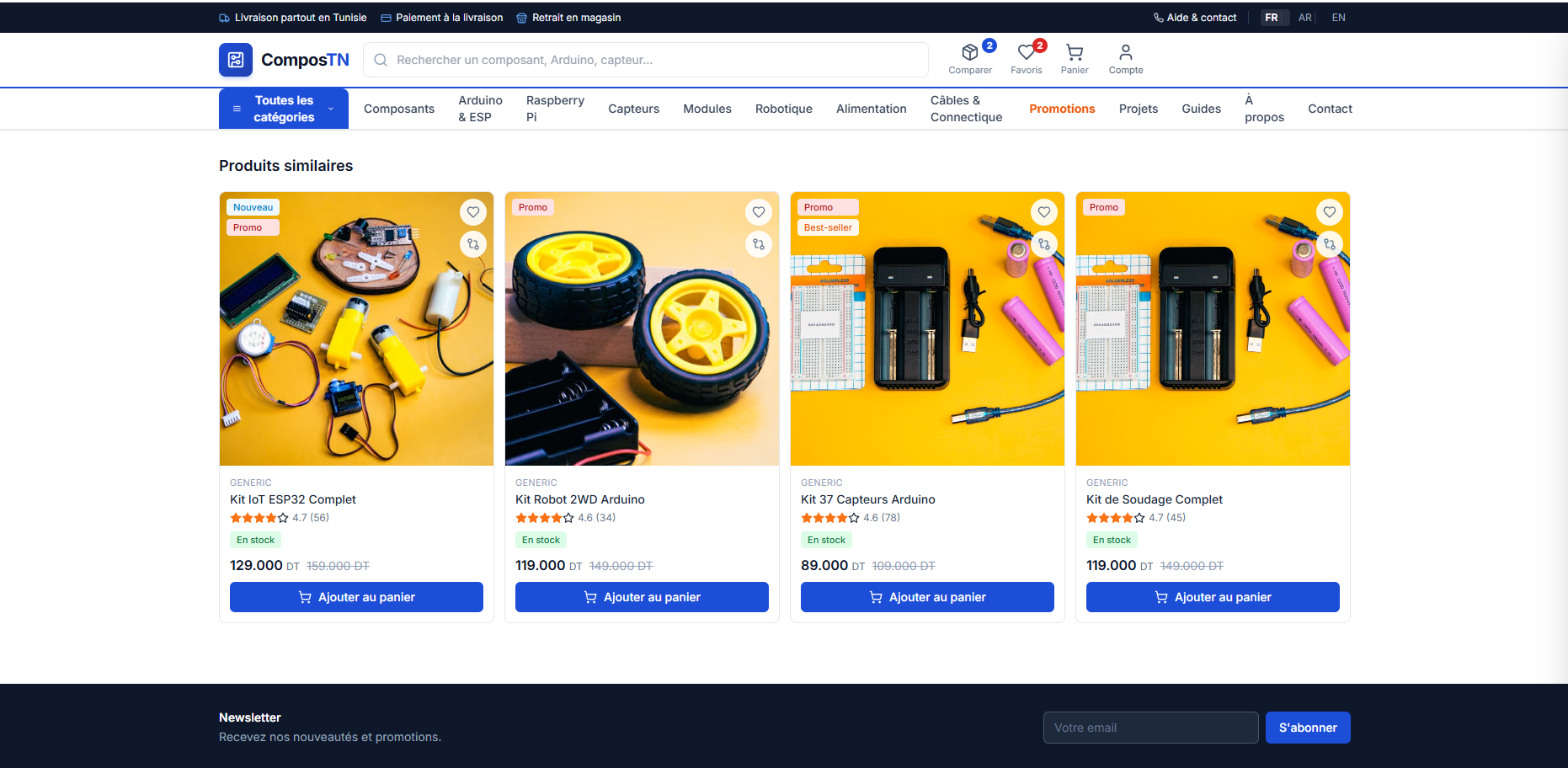 Livraison partout en Tunisie
Paiement à la livraison
Retrait en magasin
Aide & contact
FR
AR
EN
ComposTN
Rechercher un composant, Arduino, capteur...
2
Comparer
2
Favoris
Panier
Compte
Toutes les
catégories
Composants
Arduino
& ESP
Raspberry
Pi
Capteurs
Modules
Robotique
Alimentation
Câbles &
Connectique
Promotions
Projets
Guides
À
propos
Contact
Produits similaires
Nouveau
Promo
GENERIC
Kit IoT ESP32 Complet
4.7 (56)
En stock
129.000 DT 159.000 DT
Ajouter au panier
Promo
GENERIC
Kit Robot 2WD Arduino
4.6 (34)
En stock
119.000 DT 149.000 DT
Ajouter au panier
Promo
Best-seller
GENERIC
Kit 37 Capteurs Arduino
4.6 (78)
En stock
89.000 DT 109.000 DT
Ajouter au panier
Promo
GENERIC
Kit de Soudage Complet
4.7 (45)
En stock
119.000 DT 149.000 DT
Ajouter au panier
Newsletter
Recevez nos nouveautés et promotions.
Votre email
S'abonner